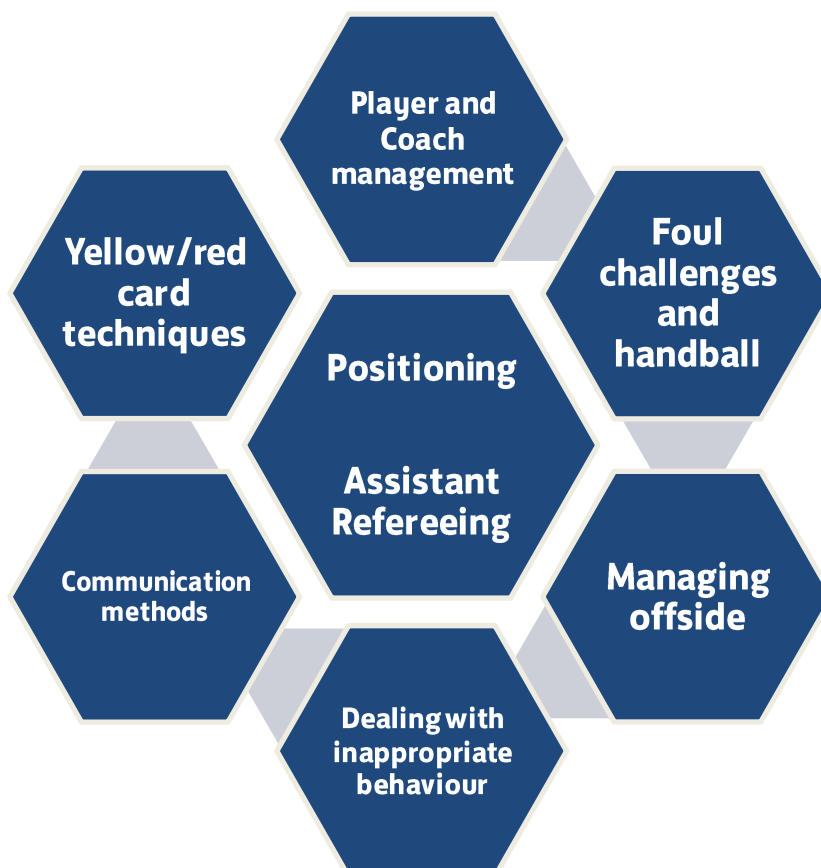 Player and
Coach
management
Foul
challenges
and
handball
Managing
offside
Dealing with
inappropriate
behaviour
Communication
methods
Yellow/red
card
techniques
Positioning
Assistant
Refereeing